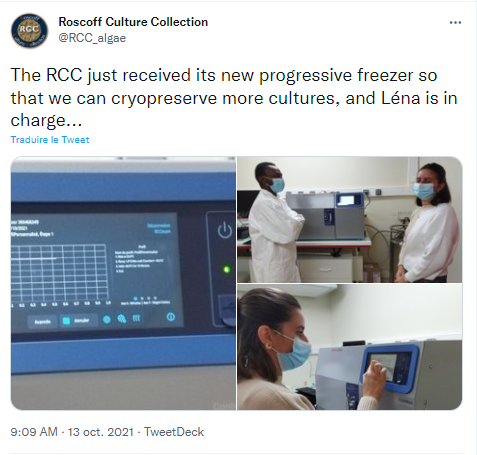 Roscoff Culture Collection
@RCC_algae
RCC
The RCC just received its new progressive freezer so
that we can cryopreserve more cultures, and Léna is in
charge...
Traduire le Tweet
Annuler
9:09 AM · 13 oct. 2021 · TweetDeck